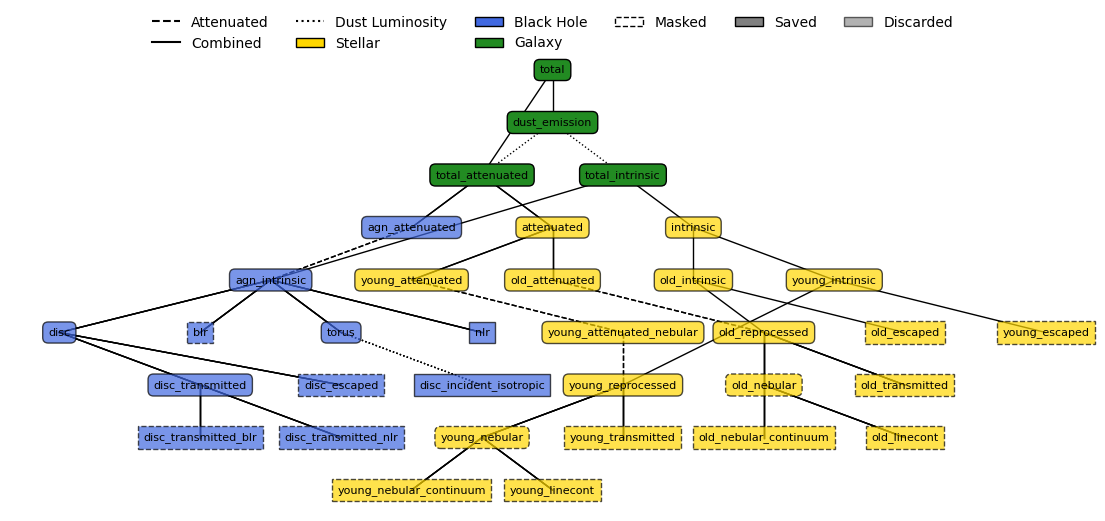 Attenuated Dust Luminosity Black Hole Masked Saved Discarded
Combined Stellar Galaxy
total
dust_emission
total_attenuated total_intrinsic
agn_attenuated attenuated intrinsic
agn_intrinsic young_attenuated old_attenuated old_intrinsic young_intrinsic
disc blr torus nlr young_attenuated_nebular old_reprocessed old_escaped young_escaped
disc_transmitted disc_escaped disc_incident_isotropic young_reprocessed old_nebular old_transmitted
disc_transmitted_blr disc_transmitted_nlr young_nebular young_transmitted old_nebular_continuum old_linecont
young_nebular_continuum young_linecont